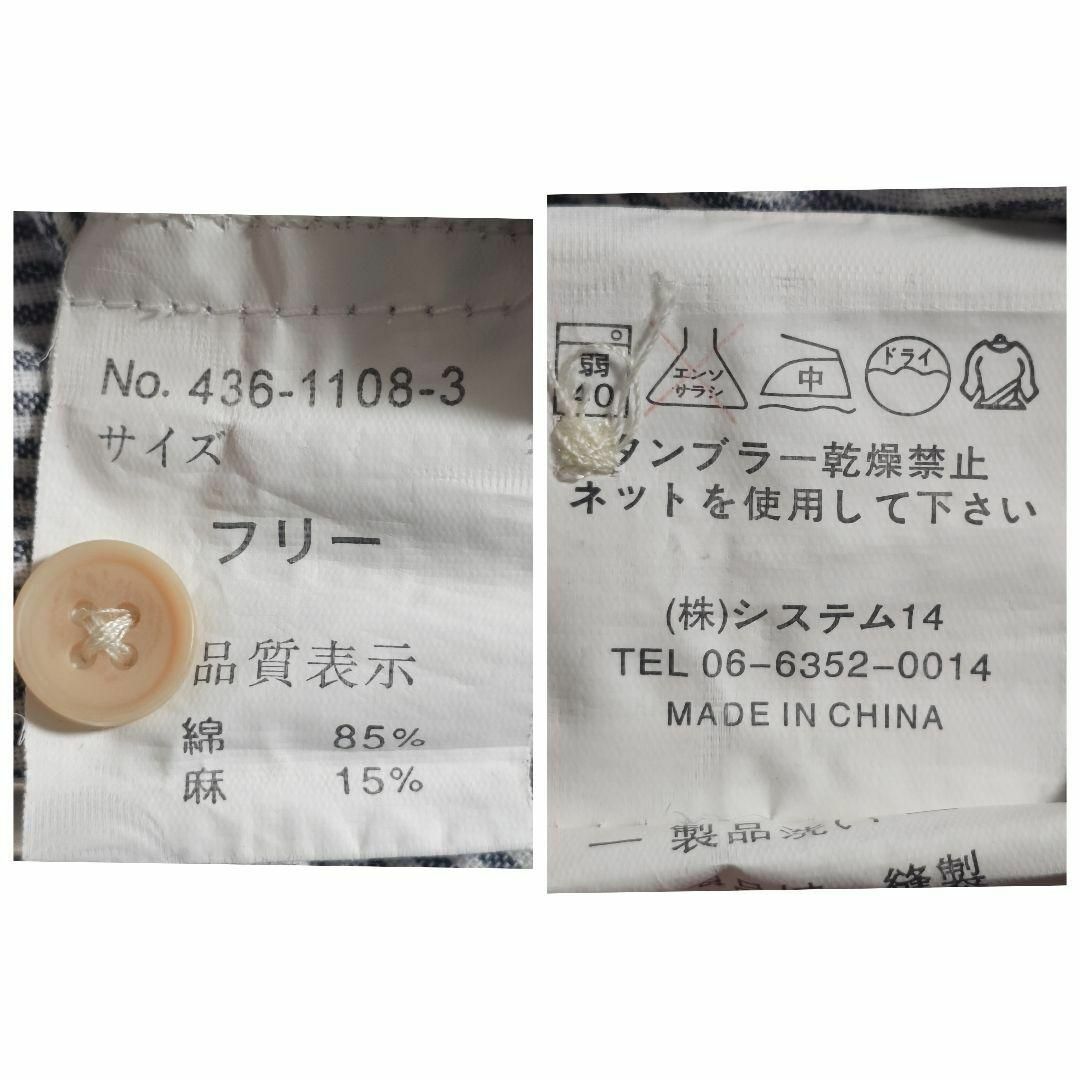 No. 436-1108-3
サイズ
フリー
品質表示
綿 85%
麻 15%
弱
40
エンソ
サラシ
中
ドライ
タンブラー乾燥禁止
ネットを使用して下さい
(株)システム14
TEL 06-6352-0014
MADE IN CHINA
製品洗い
縫製